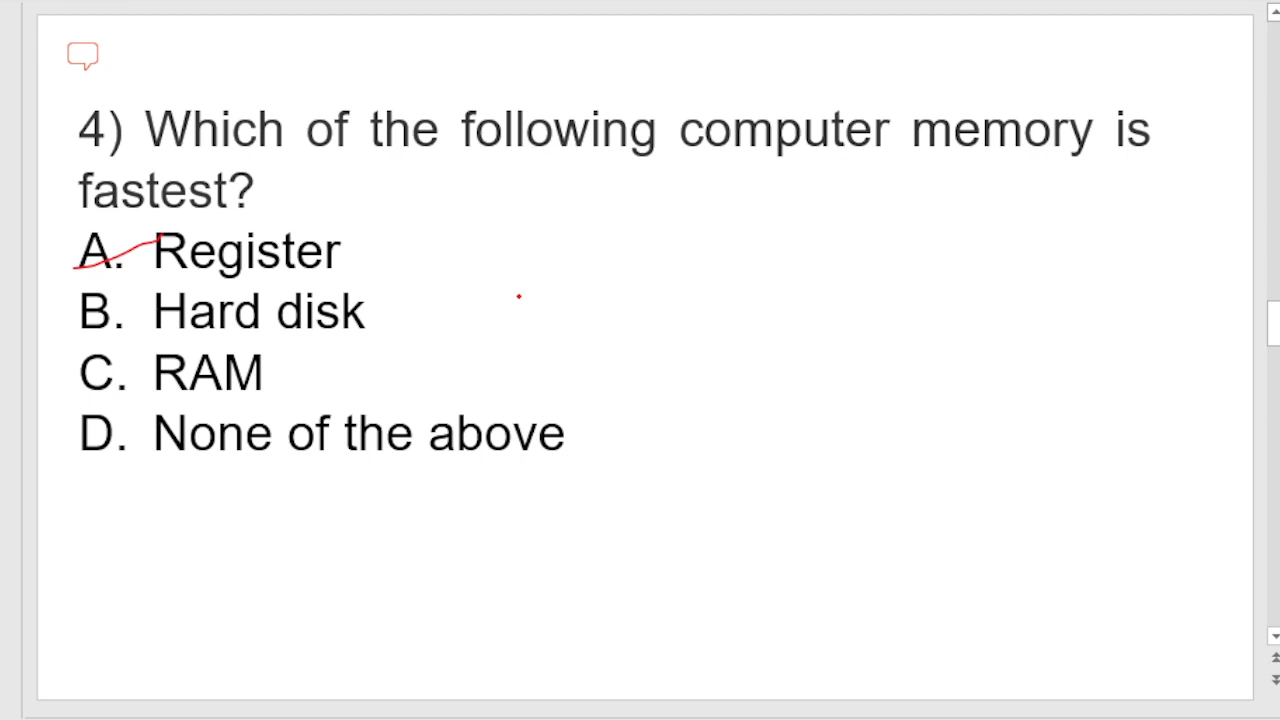 4) Which of the following computer memory is
fastest?
A. Register
B. Hard disk
C. RAM
D. None of the above